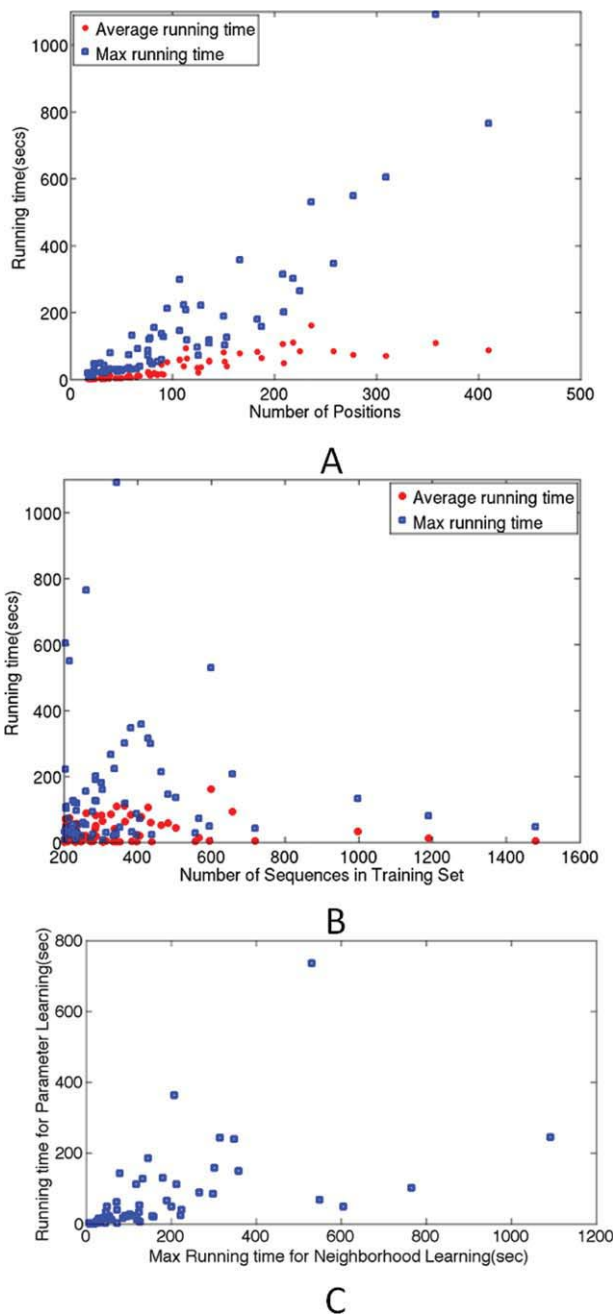 Average running time
Max running time
Running time(secs)
1000
800
600
400
200
0
0 100 200 300 400 500
Number of Positions
A
Average running time
Max running time
Running time(secs)
1000
800
600
400
200
0
200 400 600 800 1000 1200 1400 1600
Number of Sequences in Training Set
B
Running time for Parameter Learning(sec)
800
600
400
200
0
0 200 400 600 800 1000 1200
Max Running time for Neighborhood Learning(sec)
C